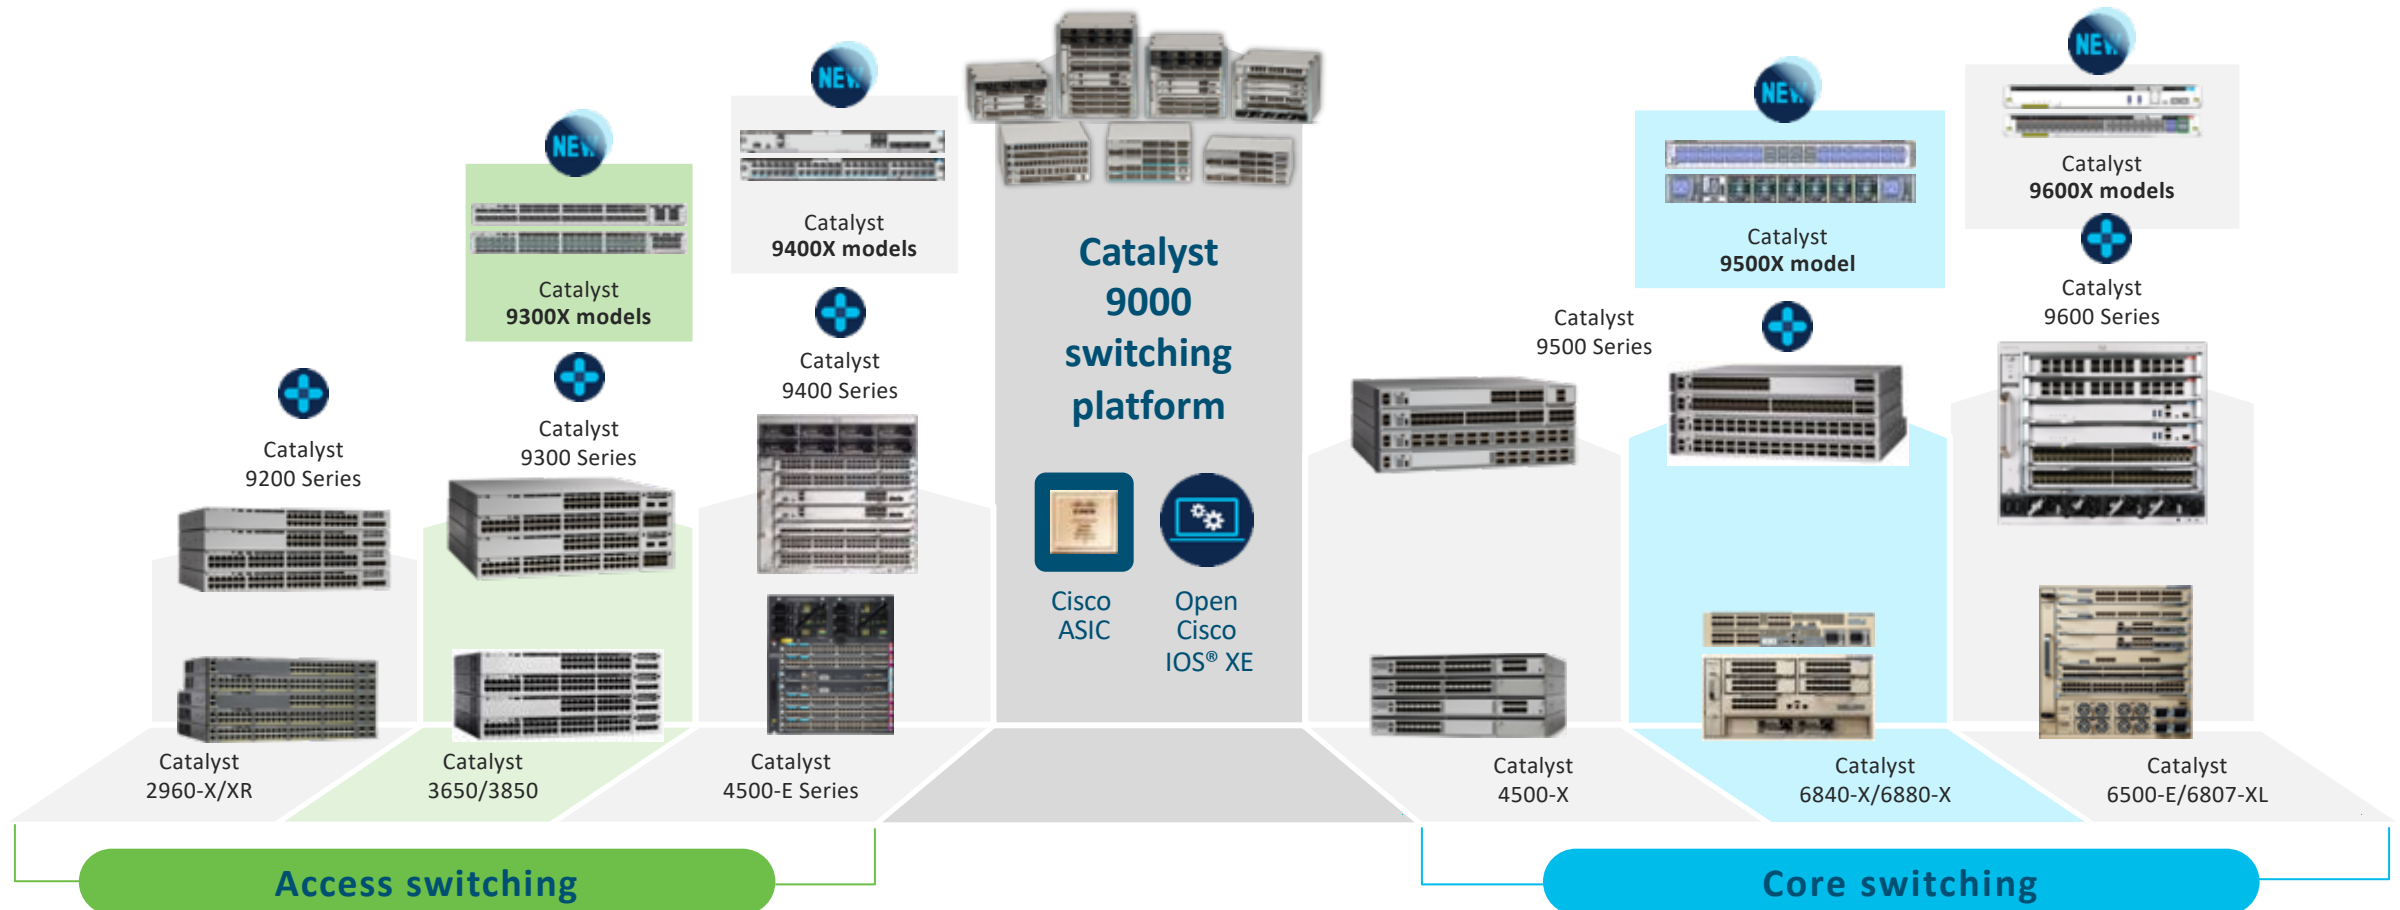 NEW
Catalyst
9300X models
NEW
Catalyst
9400X models
Catalyst
9200 Series
Catalyst
9300 Series
Catalyst
9400 Series
Catalyst
2960-X/XR
Catalyst
3650/3850
Catalyst
4500-E Series
Access switching
Catalyst
9000
switching
platform
Cisco
ASIC
Open
Cisco
IOS® XE
NEW
Catalyst
9500X model
NEW
Catalyst
9600X models
Catalyst
9500 Series
Catalyst
9600 Series
Catalyst
4500-X
Catalyst
6840-X/6880-X
Catalyst
6500-E/6807-XL
Core switching